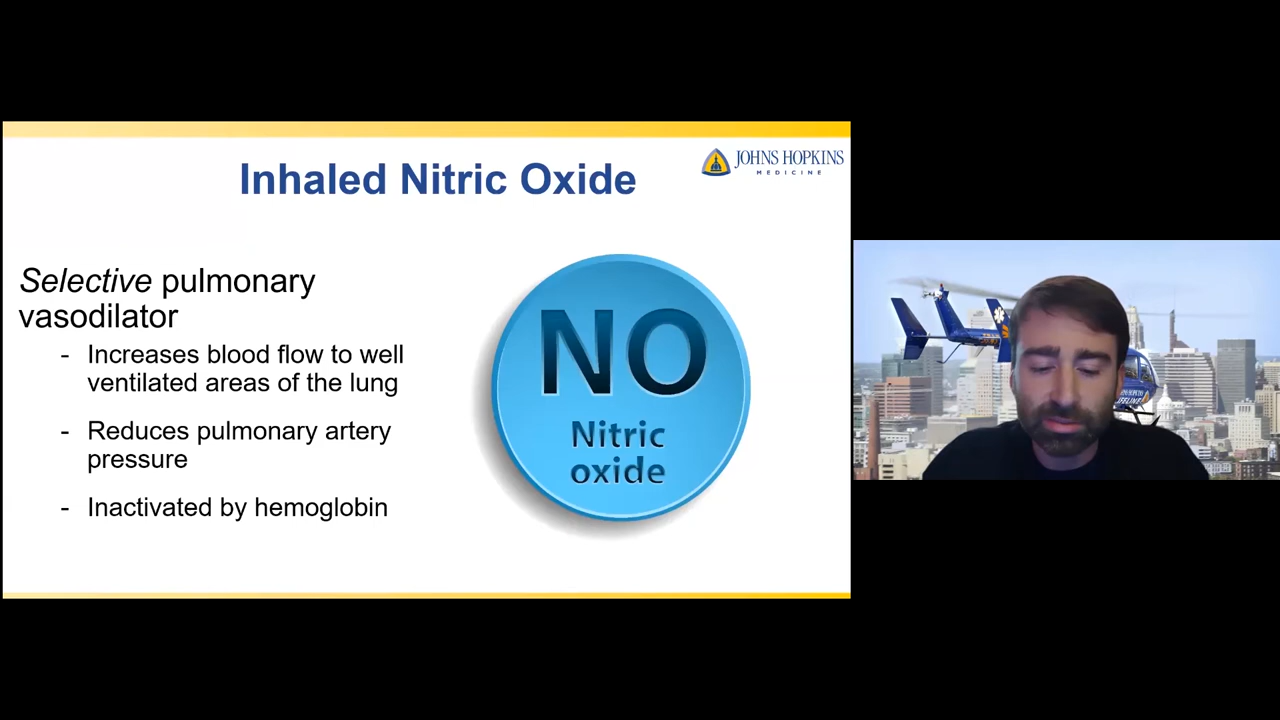 Inhaled Nitric Oxide
JOHNS HOPKINS
MEDICINE
Selective pulmonary
vasodilator
- Increases blood flow to well
ventilated areas of the lung
- Reduces pulmonary artery
pressure
- Inactivated by hemoglobin
NO
Nitric
oxide